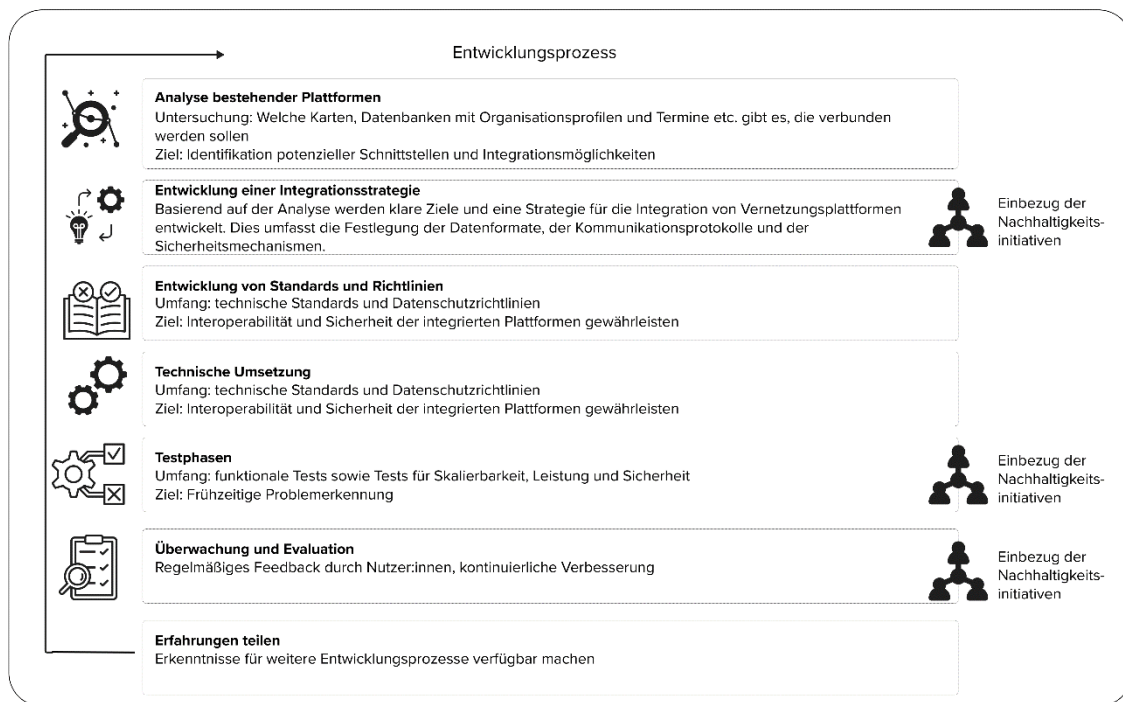 Entwicklungsprozess
Analyse bestehender Plattformen
Untersuchung: Welche Karten, Datenbanken mit Organisationsprofilen und Termine etc. gibt es, die verbunden
werden sollen
Ziel: Identifikation potenzieller Schnittstellen und Integrationsmöglichkeiten
Entwicklung einer Integrationsstrategie
Basierend auf der Analyse werden klare Ziele und eine Strategie für die Integration von Vernetzungsplattformen
entwickelt. Dies umfasst die Festlegung der Datenformate, der Kommunikationsprotokolle und der
Sicherheitsmechanismen.
Einbezug der
Nachhaltigkeits-
initiativen
Entwicklung von Standards und Richtlinien
Umfang: technische Standards und Datenschutzrichtlinien
Ziel: Interoperabilität und Sicherheit der integrierten Plattformen gewährleisten
Technische Umsetzung
Umfang: technische Standards und Datenschutzrichtlinien
Ziel: Interoperabilität und Sicherheit der integrierten Plattformen gewährleisten
Testphasen
Umfang: funktionale Tests sowie Tests für Skalierbarkeit, Leistung und Sicherheit
Ziel: Frühzeitige Problemerkennung
Einbezug der
Nachhaltigkeits-
initiativen
Überwachung und Evaluation
Regelmäßiges Feedback durch Nutzer:innen, kontinuierliche Verbesserung
Einbezug der
Nachhaltigkeits-
initiativen
Erfahrungen teilen
Erkenntnisse für weitere Entwicklungsprozesse verfügbar machen